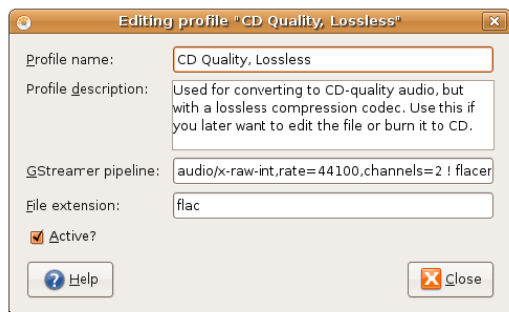 Editing profile "CD Quality, Lossless"
Profile name: CD Quality, Lossless
Profile description: Used for converting to CD-quality audio, but
with a lossless compression codec. Use this if
you later want to edit the file or burn it to CD.
GStreamer pipeline: audio/x-raw-int,rate=44100,channels=2 ! flacer
File extension: flac
Active?
Help Close